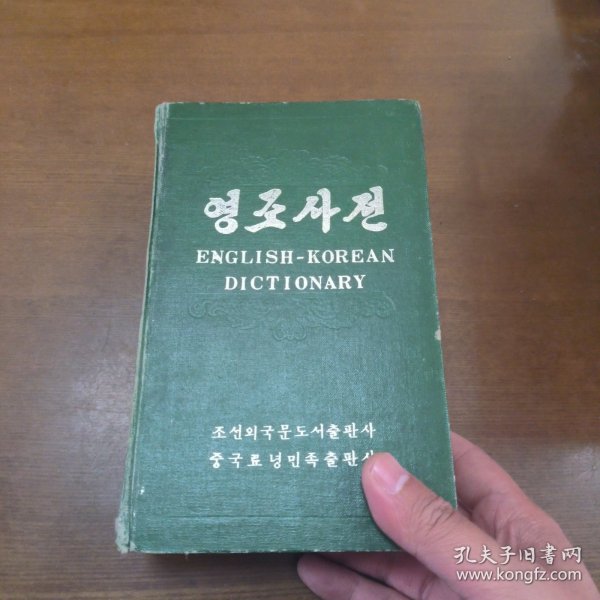 영조사전
ENGLISH-KOREAN
DICTIONARY
조선외국문도서출판사
중국료녕민족출판사
孔夫子旧书网
www.kongfz.com